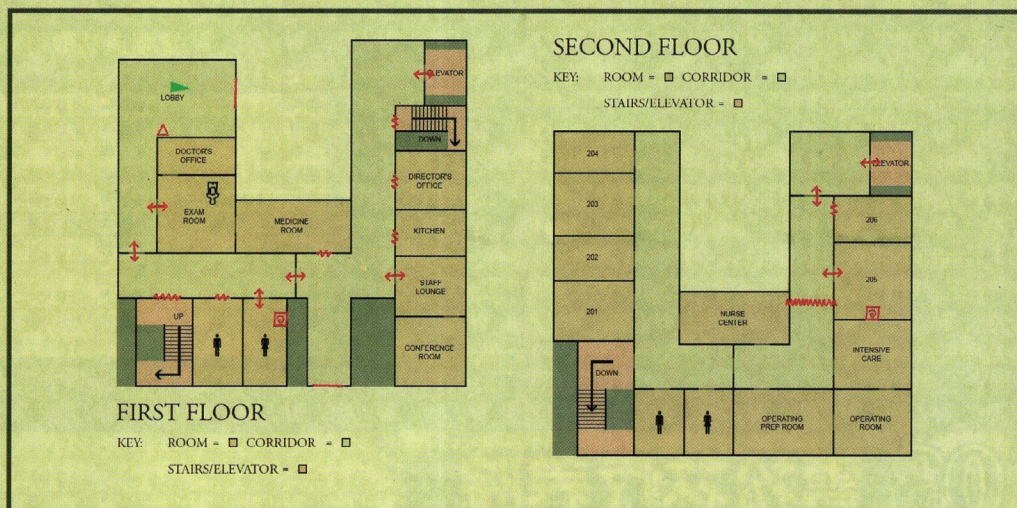 SECOND FLOOR
KEY: ROOM = CORRIDOR =
STAIRS/ELEVATOR =
LOBBY
ELEVATOR
DOWN
DOCTOR'S
OFFICE
EXAM
ROOM
MEDICINE
ROOM
DIRECTOR'S
OFFICE
KITCHEN
STAFF
LOUNGE
CONFERENCE
ROOM
UP
FIRST FLOOR
KEY: ROOM = CORRIDOR =
STAIRS/ELEVATOR =
204
203
202
201
DOWN
NURSE
CENTER
ELEVATOR
206
205
INTENSIVE
CARE
OPERATING
PREP ROOM
OPERATING
ROOM